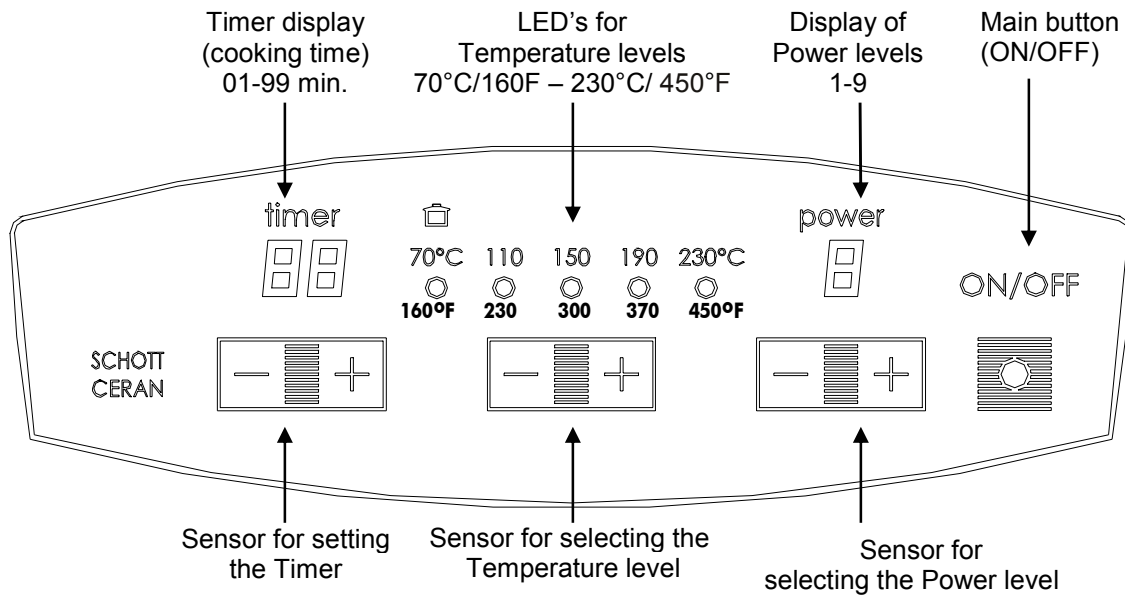 Timer display
(cooking time)
01-99 min.
LED's for
Temperature levels
70°C/160F – 230°C/ 450°F
Display of
Power levels
1-9
Main button
(ON/OFF)
timer
power
88
8
70°C 110 150 190 230°C
160°F 230 300 370 450°F
ON/OFF
SCHOTT
CERAN
− +
− +
− +
Sensor for setting
the Timer
Sensor for selecting the
Temperature level
Sensor for
selecting the Power level